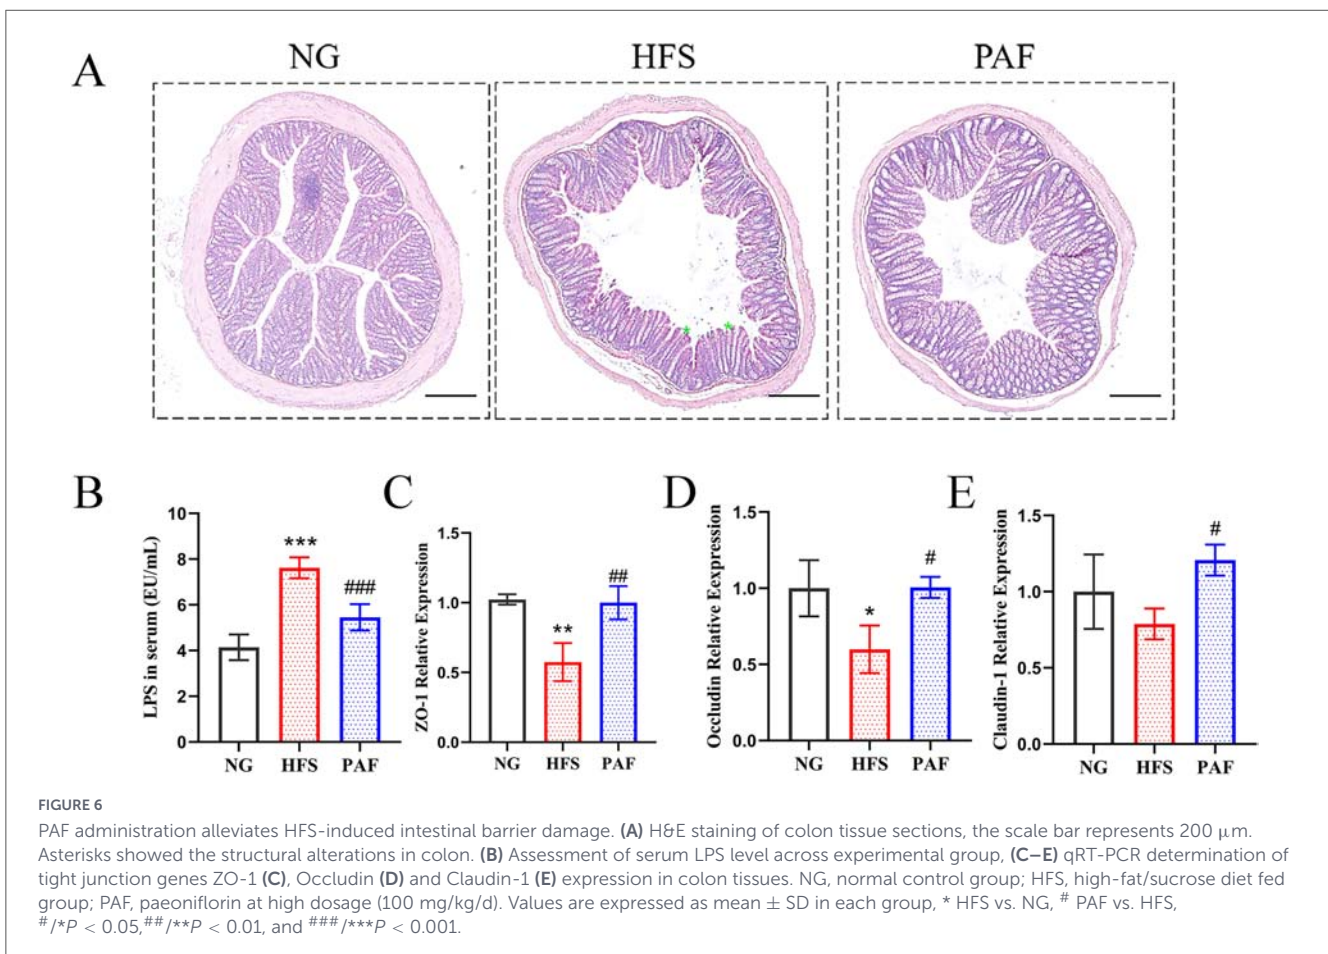 A
NG
HFS
PAF
*
*
B
LPS in serum (EU/mL)
10
8
6
4
2
0
***
###
NG
HFS
PAF
C
ZO-1 Relative Expression
1.5
1.0
0.5
0.0
**
##
NG
HFS
PAF
D
Occludin Relative Eexpression
1.5
1.0
0.5
0.0
*
#
NG
HFS
PAF
E
Claudin-1 Relative Expression
1.5
1.0
0.5
0.0
#
NG
HFS
PAF
FIGURE 6
PAF administration alleviates HFS-induced intestinal barrier damage. (A) H&E staining of colon tissue sections, the scale bar represents 200 μm.
Asterisks showed the structural alterations in colon. (B) Assessment of serum LPS level across experimental group, (C–E) qRT-PCR determination of
tight junction genes ZO-1 (C), Occludin (D) and Claudin-1 (E) expression in colon tissues. NG, normal control group; HFS, high-fat/sucrose diet fed
group; PAF, paeoniflorin at high dosage (100 mg/kg/d). Values are expressed as mean ± SD in each group, * HFS vs. NG, # PAF vs. HFS,
#/*P < 0.05,##/**P < 0.01, and ###/***P < 0.001.